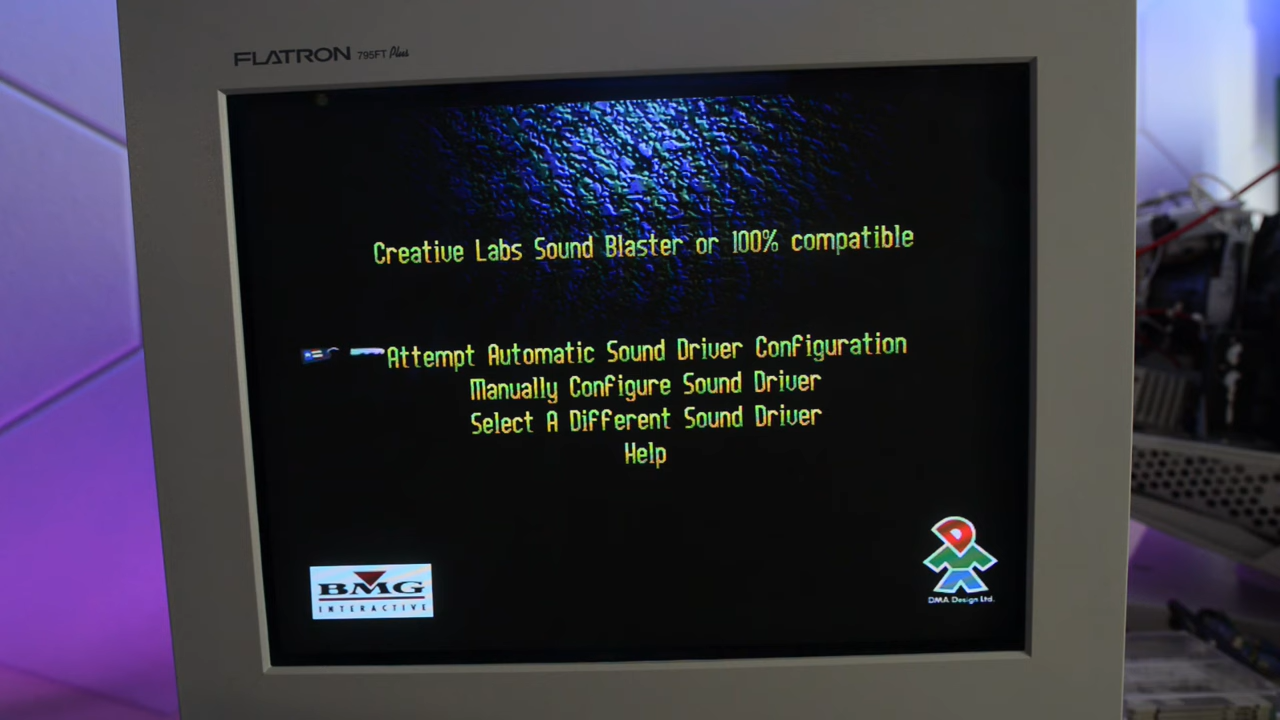 FLATRON 795FT Plus
Creative Labs Sound Blaster or 100% compatible
Attempt Automatic Sound Driver Configuration
Manually Configure Sound Driver
Select A Different Sound Driver
Help
BMG
INTERACTIVE
D
M
A
DMA Design Ltd.